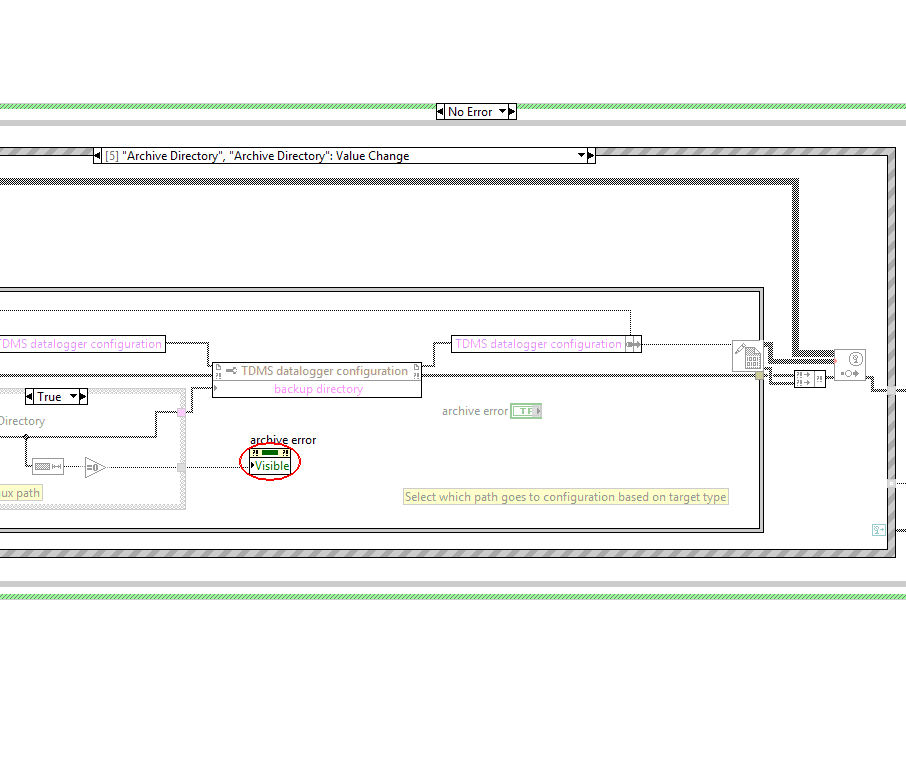 No Error
[5] "Archive Directory", "Archive Directory": Value Change
TDMS datalogger configuration
TDMS datalogger configuration
TDMS datalogger configuration
backup directory
True
Directory
archive error
TF
archive error
Visible
=0
ux path
Select which path goes to configuration based on target type